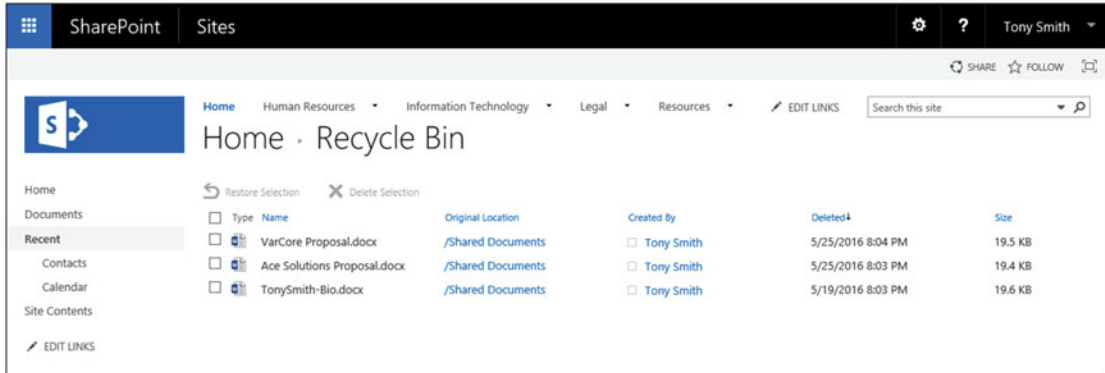 SharePoint Sites ? Tony Smith
SHARE FOLLOW
S
Home Human Resources Information Technology Legal Resources EDIT LINKS Search this site
Home Recycle Bin
Restore Selection Delete Selection
Type Name Original Location Created By Deleted↓ Size
VarCore Proposal.docx /Shared Documents Tony Smith 5/25/2016 8:04 PM 19.5 KB
Ace Solutions Proposal.docx /Shared Documents Tony Smith 5/25/2016 8:03 PM 19.4 KB
TonySmith-Bio.docx /Shared Documents Tony Smith 5/19/2016 8:03 PM 19.6 KB
Home
Documents
Recent
Contacts
Calendar
Site Contents
EDIT LINKS